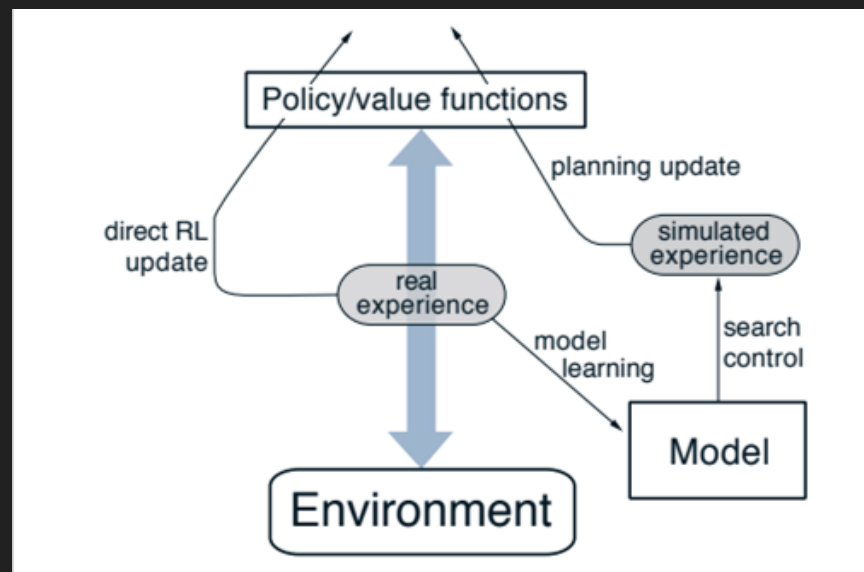 Policy/value functions
planning update
direct RL
update
simulated
experience
real
experience
model
learning
search
control
Model
Environment